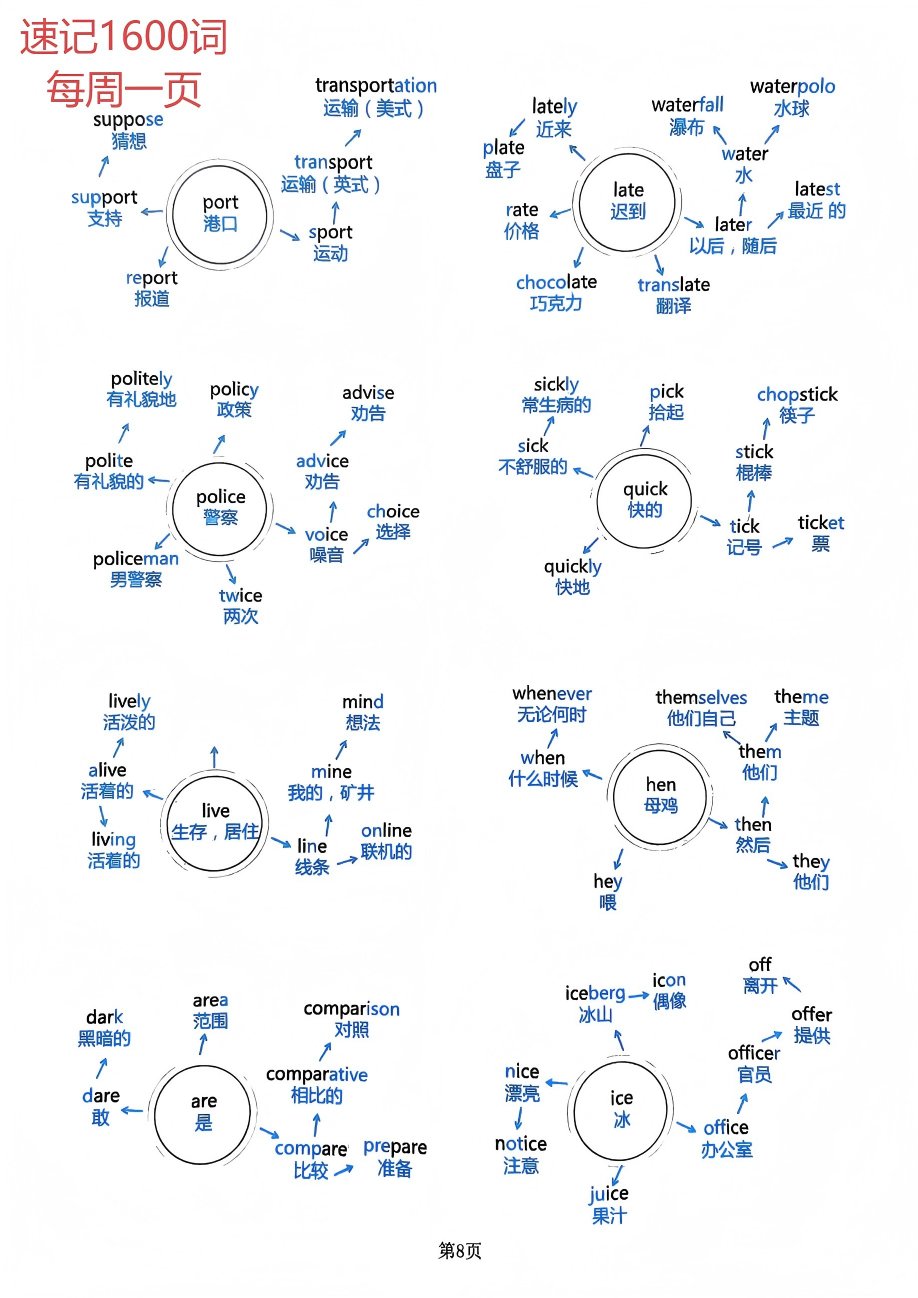 速记1600词
每周一页
suppose
猜想
support
支持
report
报道
port
港口
transportation
运输（美式）
transport
运输（英式）
sport
运动
lately
近来
plate
盘子
rate
价格
chocolate
巧克力
late
迟到
translate
翻译
later
以后，随后
water
水
waterfall
瀑布
waterpolo
水球
latest
最近 的
politely
有礼貌地
polite
有礼貌的
policeman
男警察
policy
政策
police
警察
twice
两次
voice
噪音
advice
劝告
advise
劝告
choice
选择
sickly
常生病的
sick
不舒服的
quickly
快地
pick
拾起
quick
快的
tick
记号
stick
棍棒
chopstick
筷子
ticket
票
lively
活泼的
alive
活着的
living
活着的
live
生存，居住
line
线条
mine
我的，矿井
mind
想法
online
联机的
whenever
无论何时
when
什么时候
hey
喂
hen
母鸡
then
然后
them
他们
themselves
他们自己
theme
主题
they
他们
dark
黑暗的
dare
敢
area
范围
are
是
compare
比较
comparative
相比的
comparison
对照
prepare
准备
iceberg
冰山
icon
偶像
nice
漂亮
notice
注意
ice
冰
juice
果汁
office
办公室
officer
官员
offer
提供
off
离开
第8页